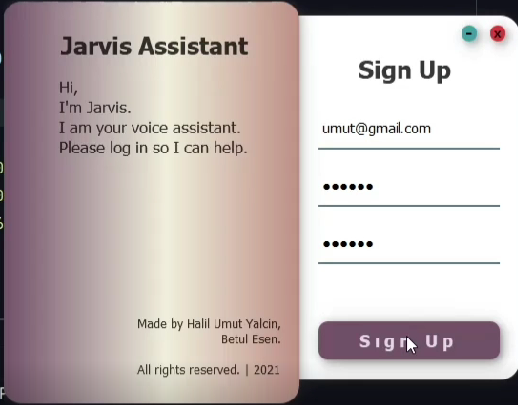 Jarvis Assistant
Hi,
I'm Jarvis.
I am your voice assistant.
Please log in so I can help.
Made by Halil Umut Yalcin,
Betul Esen.
All rights reserved. | 2021
- x
Sign Up
umut@gmail.com
●●●●●●
●●●●●●
Sign Up